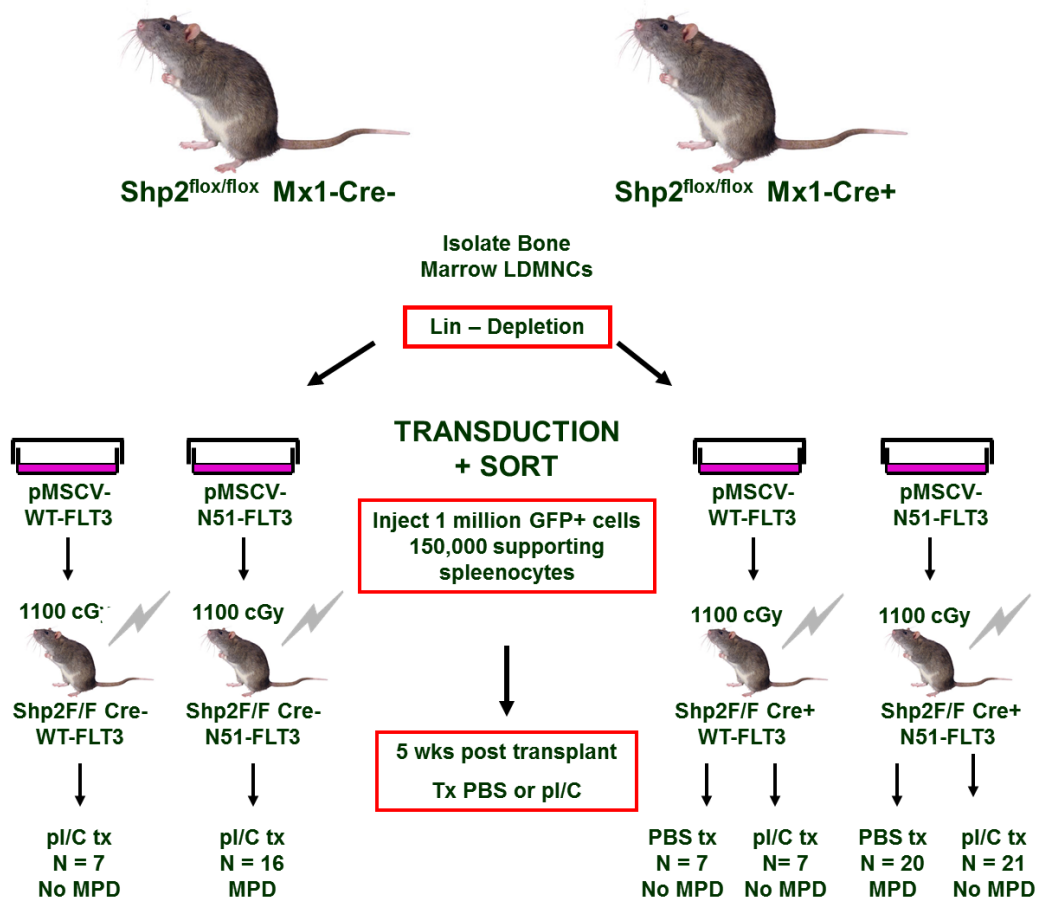 Shp2flox/flox Mx1-Cre-
Shp2flox/flox Mx1-Cre+
Isolate Bone
Marrow LDMNCs
Lin – Depletion
TRANSDUCTION
+ SORT
pMSCV-
WT-FLT3
pMSCV-
N51-FLT3
Inject 1 million GFP+ cells
150,000 supporting
spleenocytes
pMSCV-
WT-FLT3
pMSCV-
N51-FLT3
1100 cGy
1100 cGy
1100 cGy
1100 cGy
Shp2F/F Cre-
WT-FLT3
Shp2F/F Cre-
N51-FLT3
Shp2F/F Cre+
WT-FLT3
Shp2F/F Cre+
N51-FLT3
5 wks post transplant
Tx PBS or pI/C
pI/C tx
N = 7
No MPD
pI/C tx
N = 16
MPD
PBS tx
N = 7
No MPD
pI/C tx
N= 7
No MPD
PBS tx
N = 20
MPD
pI/C tx
N = 21
No MPD